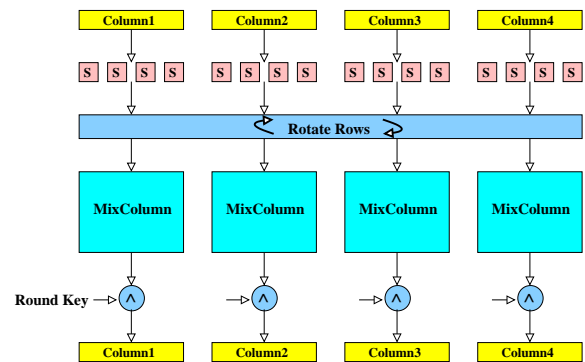 Column1 Column2 Column3 Column4
S S S S S S S S S S S S S S S S
Rotate Rows
MixColumn MixColumn MixColumn MixColumn
Round Key ^ ^ ^ ^
Column1 Column2 Column3 Column4